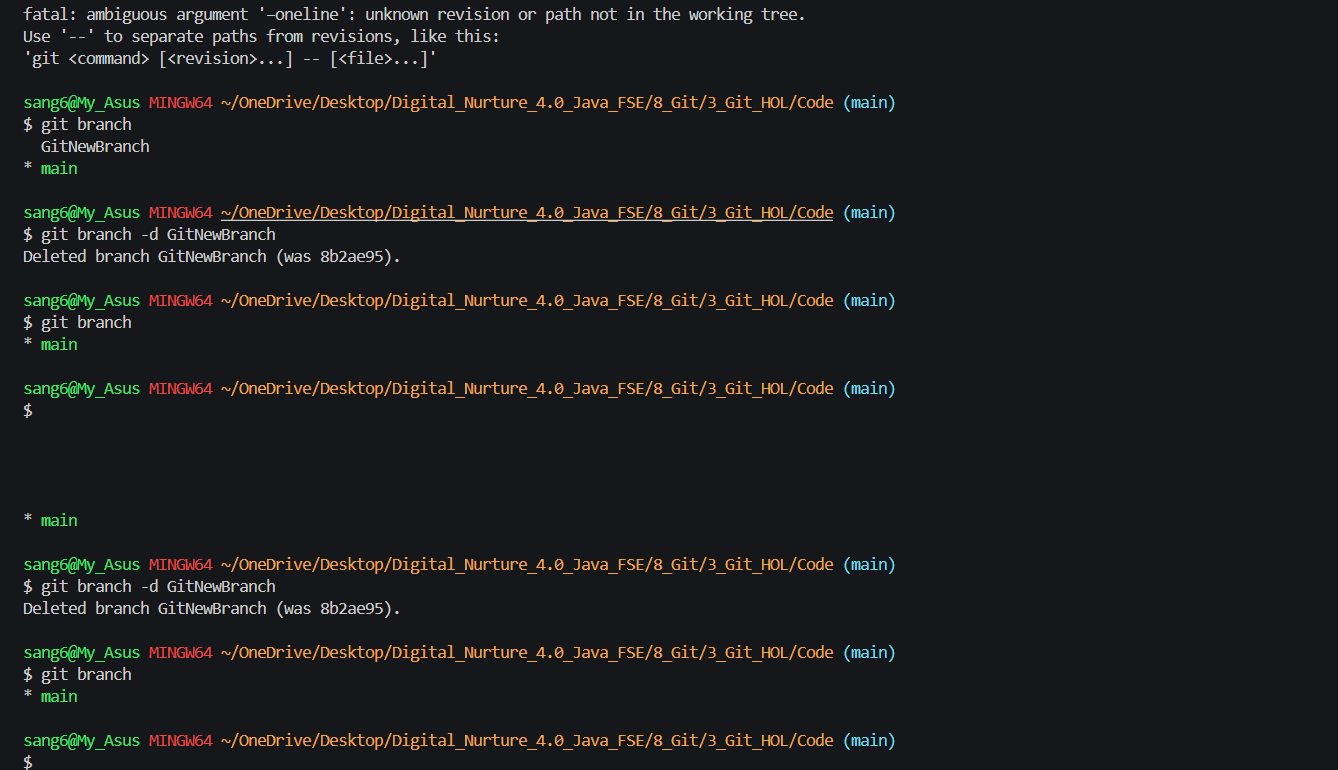 fatal: ambiguous argument '–oneline': unknown revision or path not in the working tree.
Use '--' to separate paths from revisions, like this:
'git <command> [<revision>...] -- [<file>...]'
sang6@My_Asus MINGW64 ~/OneDrive/Desktop/Digital_Nurture_4.0_Java_FSE/8_Git/3_Git_HOL/Code (main)
$ git branch
  GitNewBranch
* main
sang6@My_Asus MINGW64 ~/OneDrive/Desktop/Digital_Nurture_4.0_Java_FSE/8_Git/3_Git_HOL/Code (main)
$ git branch -d GitNewBranch
Deleted branch GitNewBranch (was 8b2ae95).
sang6@My_Asus MINGW64 ~/OneDrive/Desktop/Digital_Nurture_4.0_Java_FSE/8_Git/3_Git_HOL/Code (main)
$ git branch
* main
sang6@My_Asus MINGW64 ~/OneDrive/Desktop/Digital_Nurture_4.0_Java_FSE/8_Git/3_Git_HOL/Code (main)
$
* main
sang6@My_Asus MINGW64 ~/OneDrive/Desktop/Digital_Nurture_4.0_Java_FSE/8_Git/3_Git_HOL/Code (main)
$ git branch -d GitNewBranch
Deleted branch GitNewBranch (was 8b2ae95).
sang6@My_Asus MINGW64 ~/OneDrive/Desktop/Digital_Nurture_4.0_Java_FSE/8_Git/3_Git_HOL/Code (main)
$ git branch
* main
sang6@My_Asus MINGW64 ~/OneDrive/Desktop/Digital_Nurture_4.0_Java_FSE/8_Git/3_Git_HOL/Code (main)
$